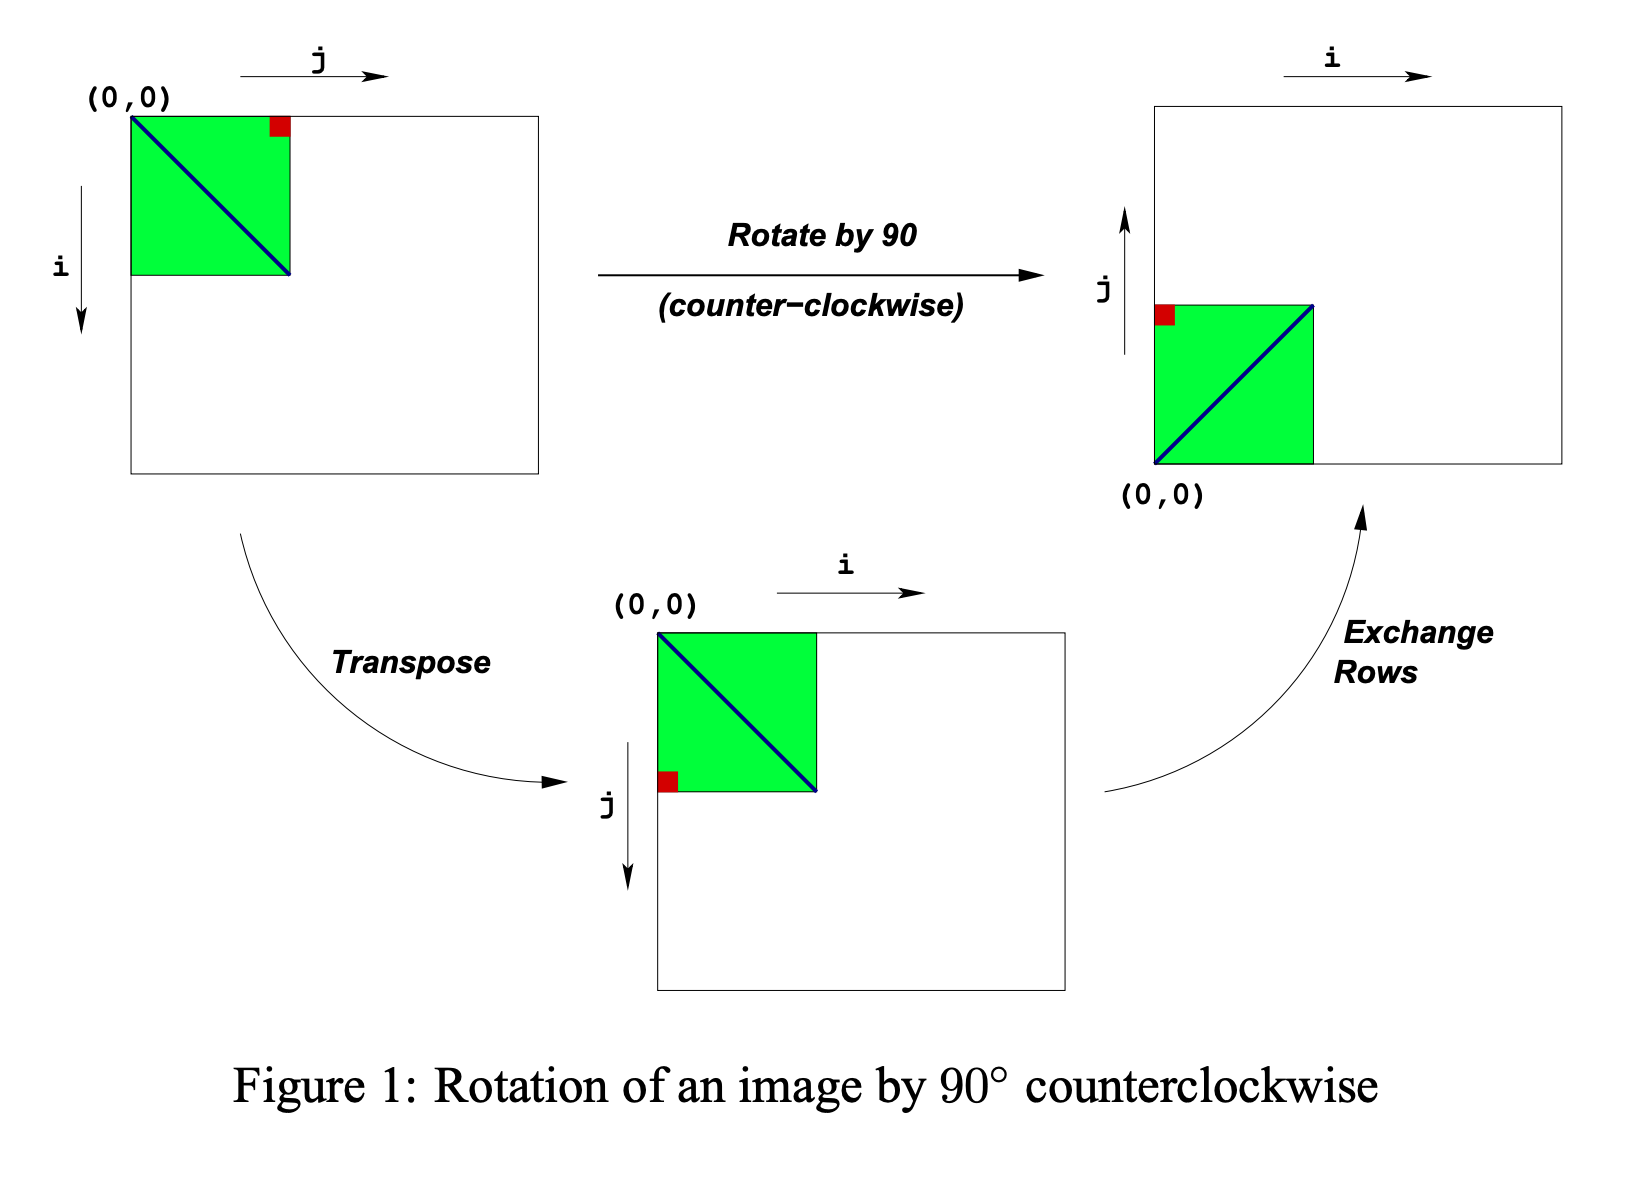 j
(0,0)
i
Rotate by 90
(counter-clockwise)
i
j
(0,0)
Transpose
i
(0,0)
j
Exchange
Rows
Figure 1: Rotation of an image by 90° counterclockwise